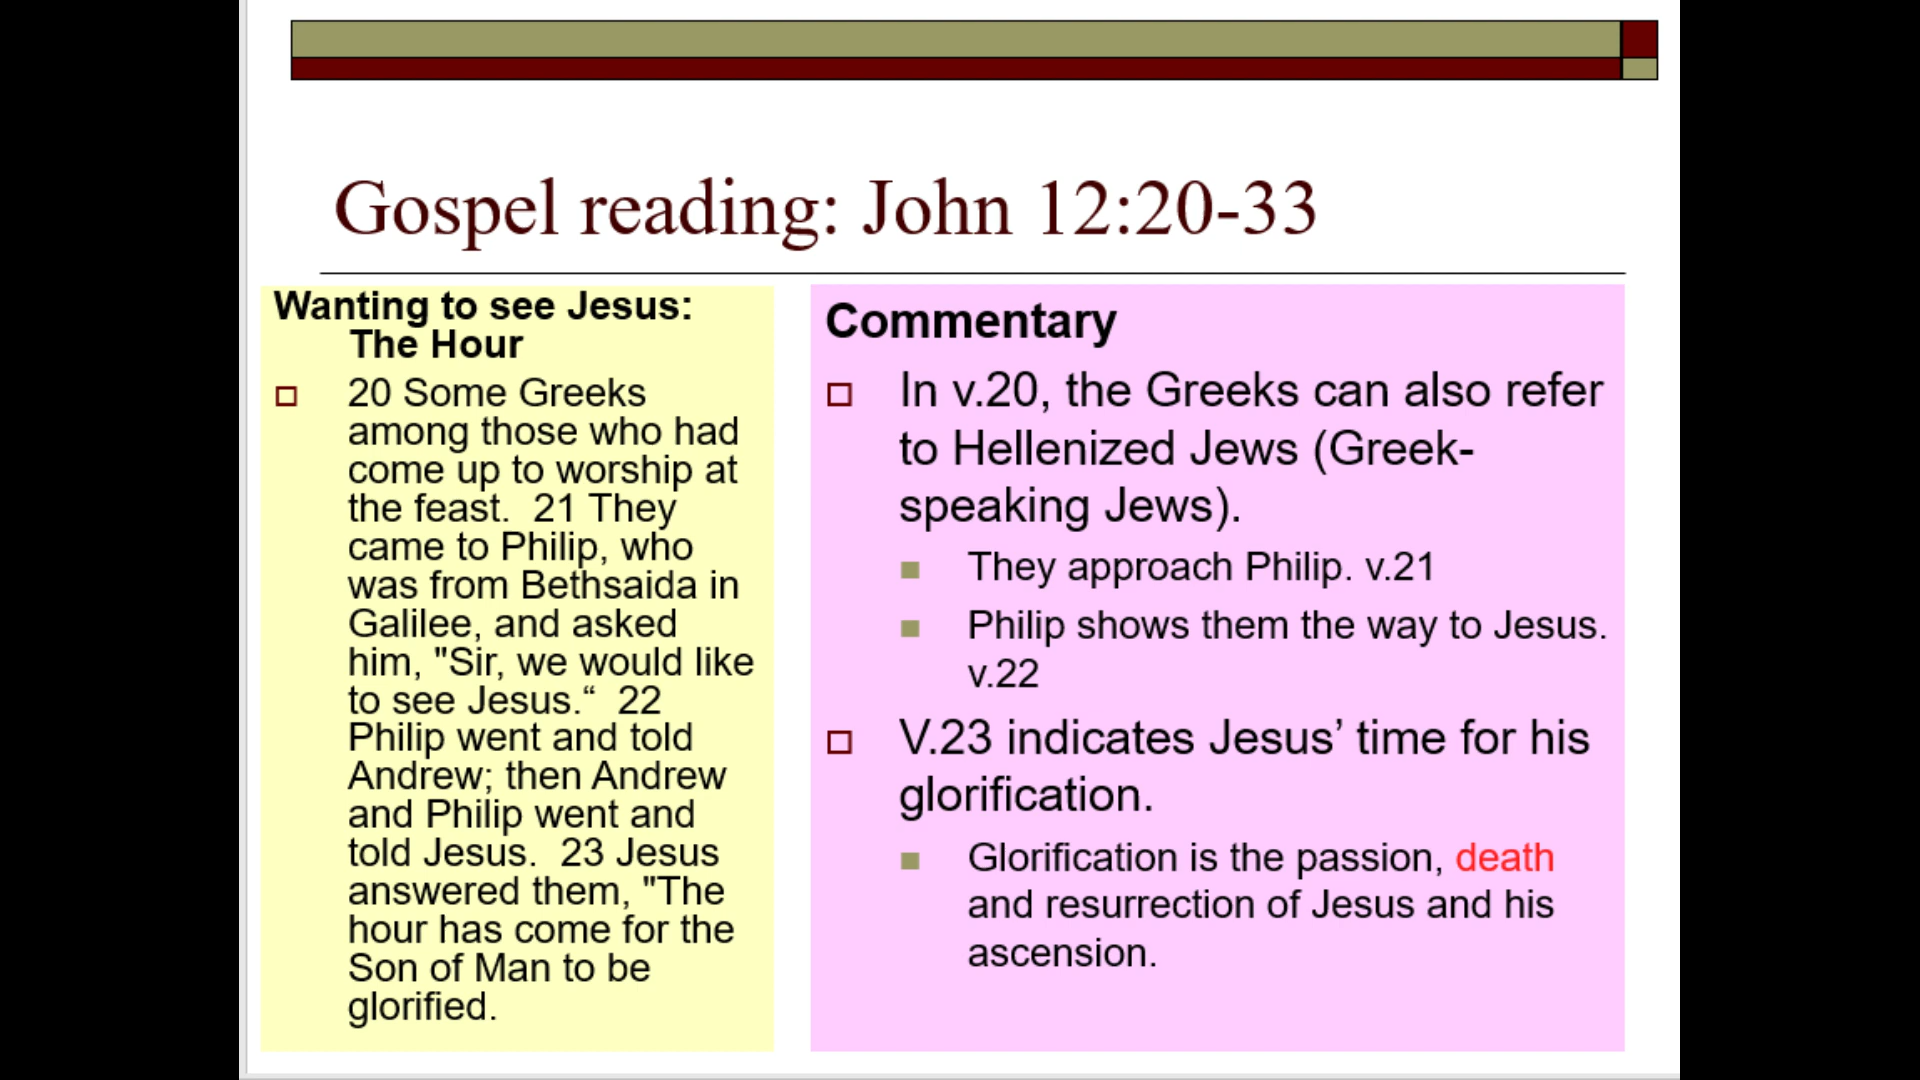 Gospel reading: John 12:20-33
Wanting to see Jesus:
The Hour
20 Some Greeks
among those who had
come up to worship at
the feast.  21 They
came to Philip, who
was from Bethsaida in
Galilee, and asked
him, "Sir, we would like
to see Jesus.“  22
Philip went and told
Andrew; then Andrew
and Philip went and
told Jesus.  23 Jesus
answered them, "The
hour has come for the
Son of Man to be
glorified.
Commentary
In v.20, the Greeks can also refer
to Hellenized Jews (Greek-
speaking Jews).
They approach Philip. v.21
Philip shows them the way to Jesus.
v.22
V.23 indicates Jesus’ time for his
glorification.
Glorification is the passion, death
and resurrection of Jesus and his
ascension.